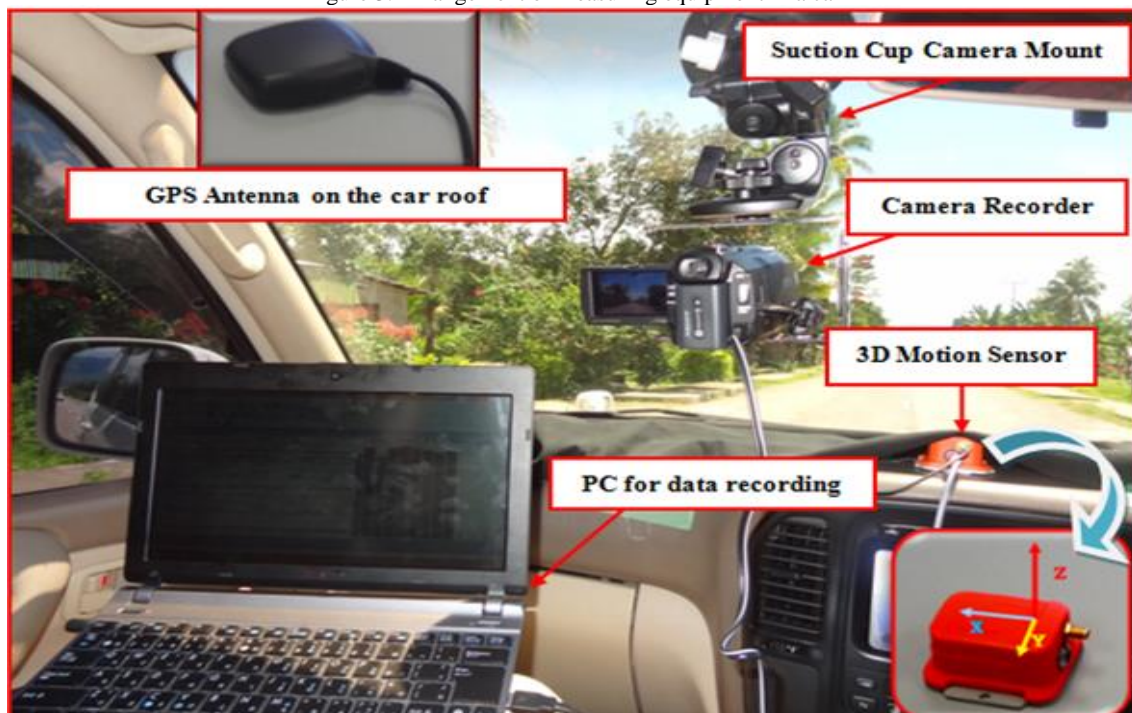 Suction Cup Camera Mount
GPS Antenna on the car roof
Camera Recorder
3D Motion Sensor
PC for data recording
Z
X
Y